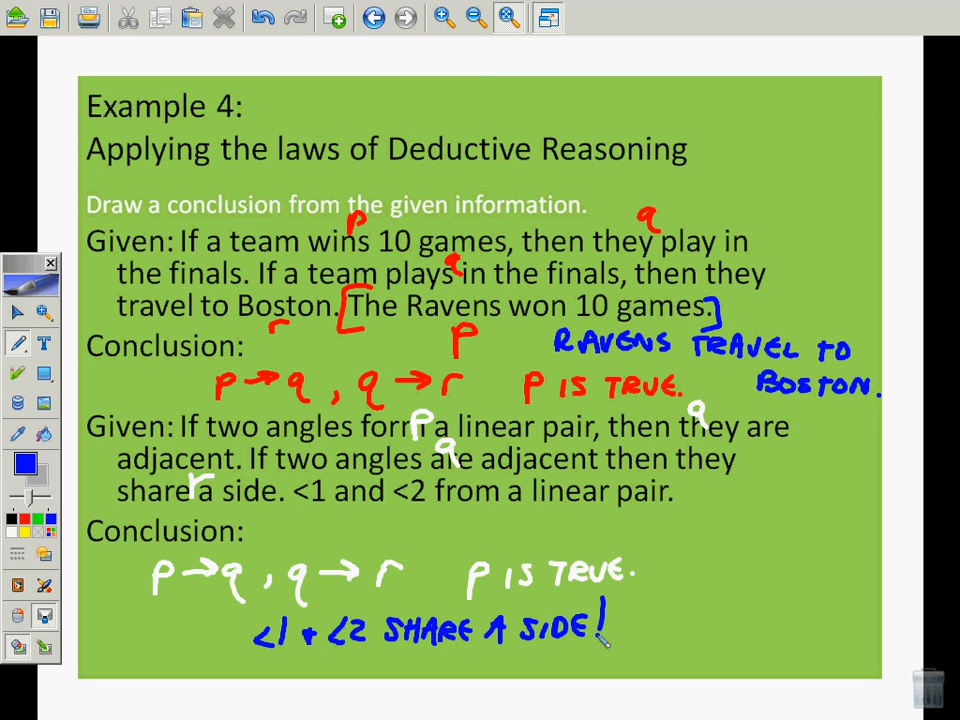 Example 4:
Applying the laws of Deductive Reasoning
Draw a conclusion from the given information.
p q
Given: If a team wins 10 games, then they play in
q
the finals. If a team plays in the finals, then they
travel to Boston. [The Ravens won 10 games.]
r
Conclusion: p RAVENS TRAVEL TO
p → q , q → r p IS TRUE. BOSTON.
p q
Given: If two angles form a linear pair, then they are
q
adjacent. If two angles are adjacent then they
r
share a side. <1 and <2 from a linear pair.
Conclusion:
p → q , q → r p IS TRUE.
<1 + <2 SHARE A SIDE!
T